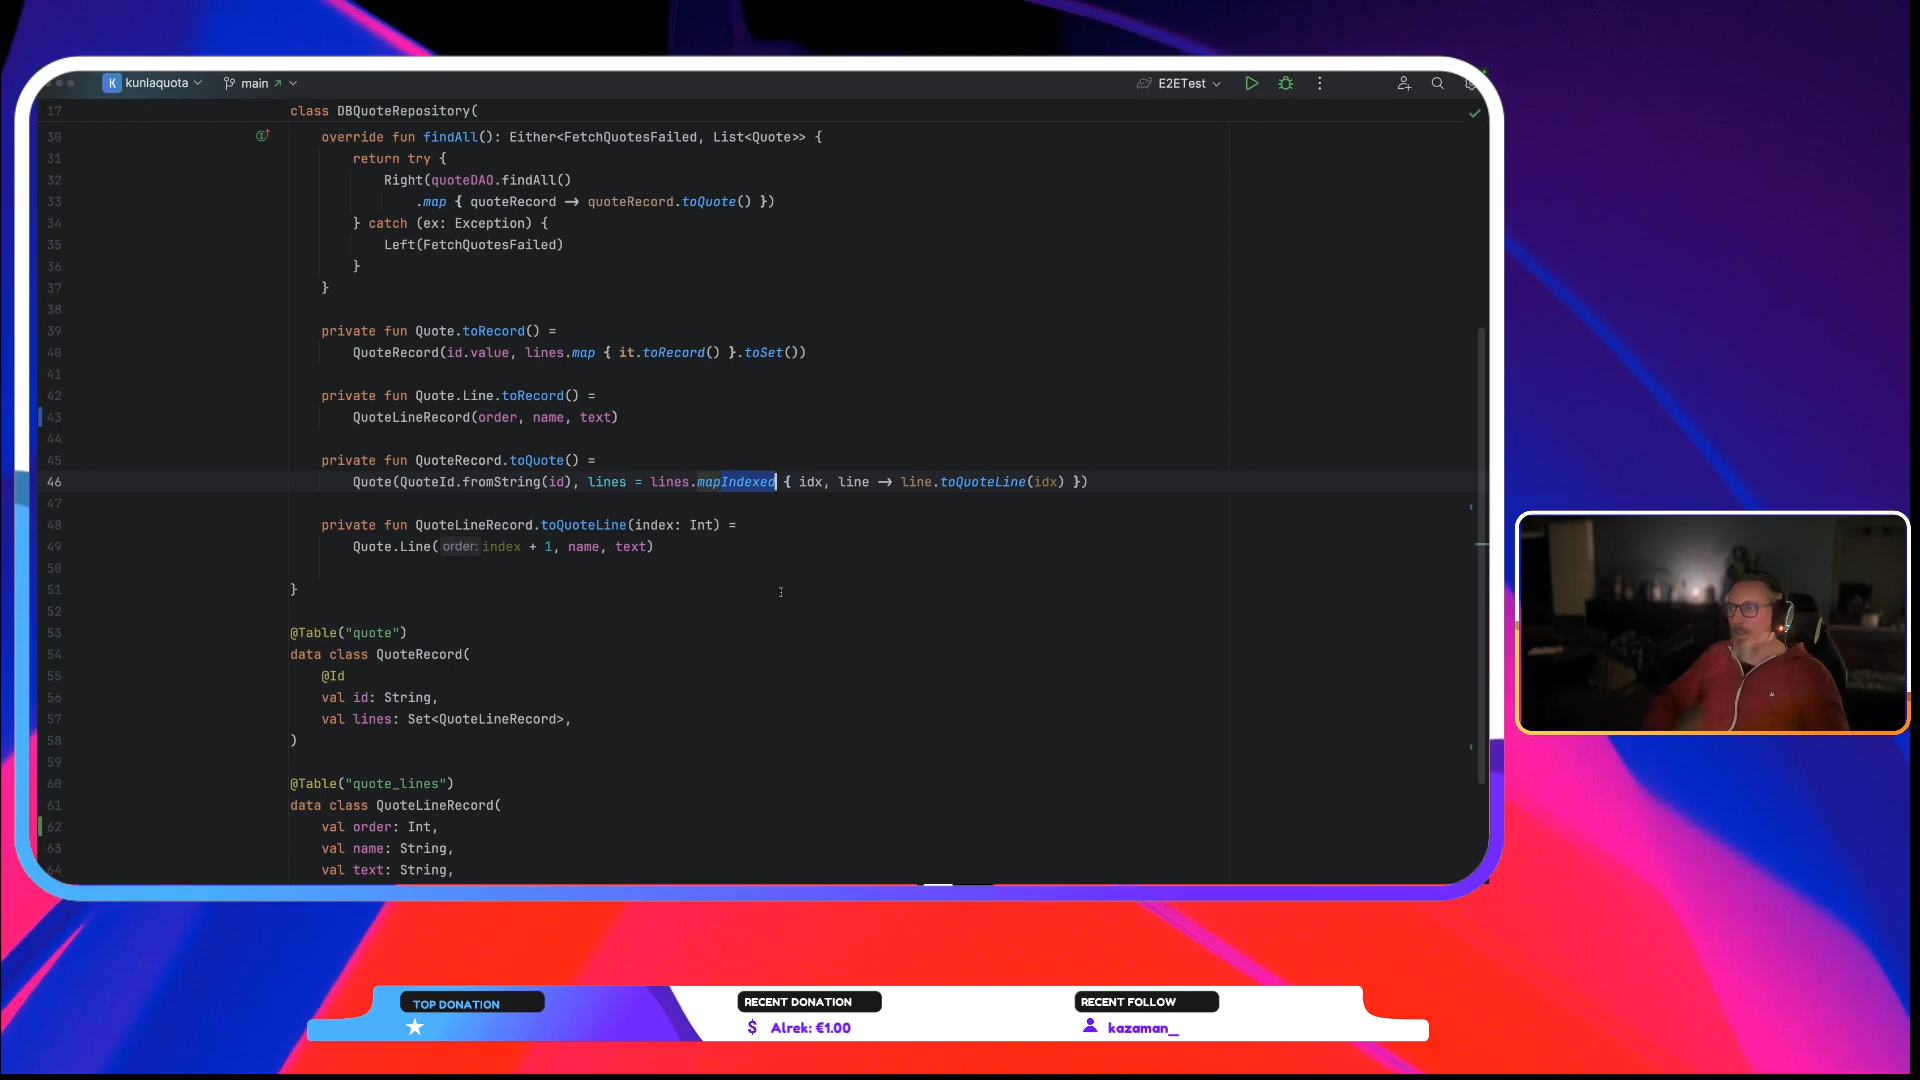 K kunlaquota main E2ETest
17 class DBQuoteRepository(
30 override fun findAll(): Either<FetchQuotesFailed, List<Quote>> {
31 return try {
32 Right(quoteDAO.findAll()
33 .map { quoteRecord → quoteRecord.toQuote() })
34 } catch (ex: Exception) {
35 Left(FetchQuotesFailed)
36 }
37 }
38
39 private fun Quote.toRecord() =
40 QuoteRecord(id.value, lines.map { it.toRecord() }.toSet())
41
42 private fun Quote.Line.toRecord() =
43 QuoteLineRecord(order, name, text)
44
45 private fun QuoteRecord.toQuote() =
46 Quote(QuoteId.fromString(id), lines = lines.mapIndexed { idx, line → line.toQuoteLine(idx) })
47
48 private fun QuoteLineRecord.toQuoteLine(index: Int) =
49 Quote.Line( order: index + 1, name, text)
50
51 }
52
53 @Table("quote")
54 data class QuoteRecord(
55 @Id
56 val id: String,
57 val lines: Set<QuoteLineRecord>,
58 )
59
60 @Table("quote_lines")
61 data class QuoteLineRecord(
62 val order: Int,
63 val name: String,
64 val text: String,
TOP DONATION
RECENT DONATION
$ Alrek: €1.00
RECENT FOLLOW
kazaman__